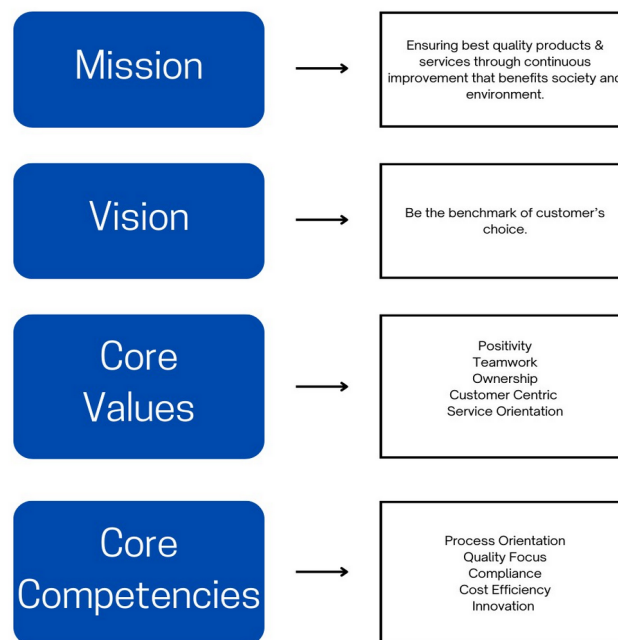 Mission
Ensuring best quality products &
services through continuous
improvement that benefits society and
environment.
Vision
Be the benchmark of customer's
choice.
Core
Values
Positivity
Teamwork
Ownership
Customer Centric
Service Orientation
Core
Competencies
Process Orientation
Quality Focus
Compliance
Cost Efficiency
Innovation